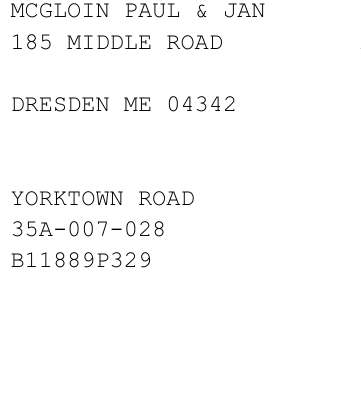 MCGLOIN PAUL & JAN
185 MIDDLE ROAD
DRESDEN ME 04342
YORKTOWN ROAD
35A-007-028
B11889P329